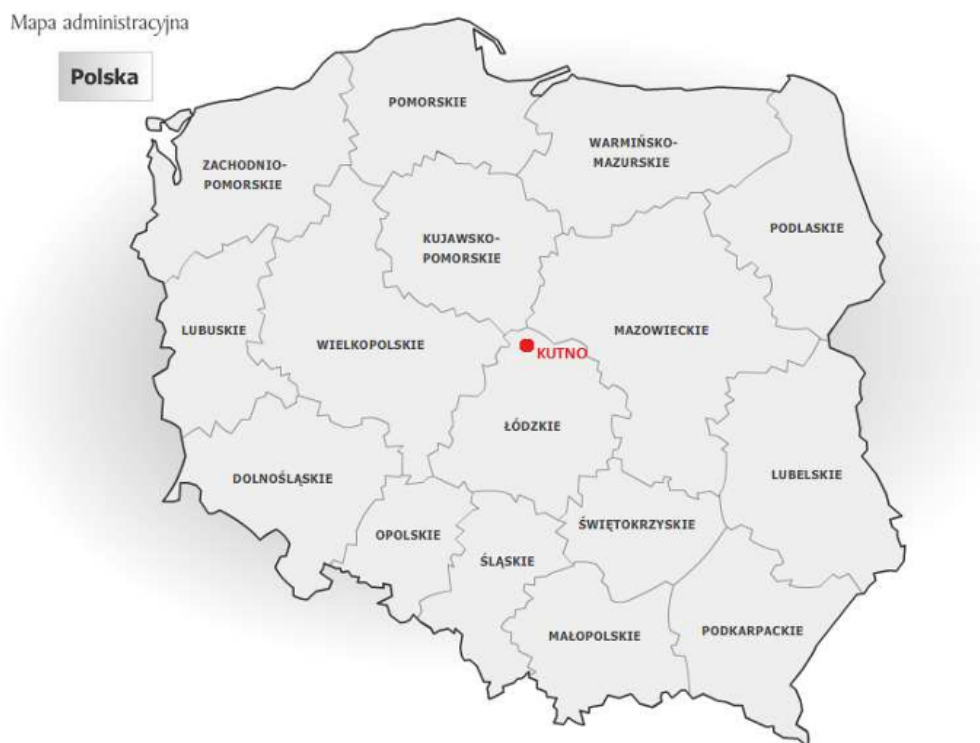 Mapa administracyjna
Polska
POMORSKIE
WARMIŃSKO-
MAZURSKIE
ZACHODNIO-
POMORSKIE
PODLASKIE
KUJAWSKO-
POMORSKIE
LUBUSKIE
WIELKOPOLSKIE
MAZOWIECKIE
KUTNO
ŁÓDZKIE
DOLNOŚLĄSKIE
LUBELSKIE
OPOLSKIE
ŚWIĘTOKRZYSKIE
ŚLĄSKIE
MAŁOPOLSKIE
PODKARPACKIE